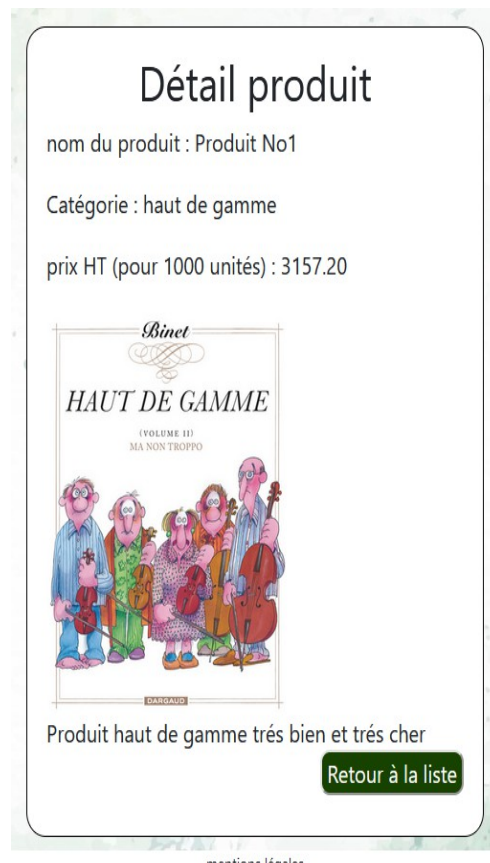 Détail produit
nom du produit : Produit No1
Catégorie : haut de gamme
prix HT (pour 1000 unités) : 3157.20
Binet
HAUT DE GAMME
(VOLUME II)
MA NON TROPPO
DARGAUD
Produit haut de gamme trés bien et trés cher
Retour à la liste
mentions légales